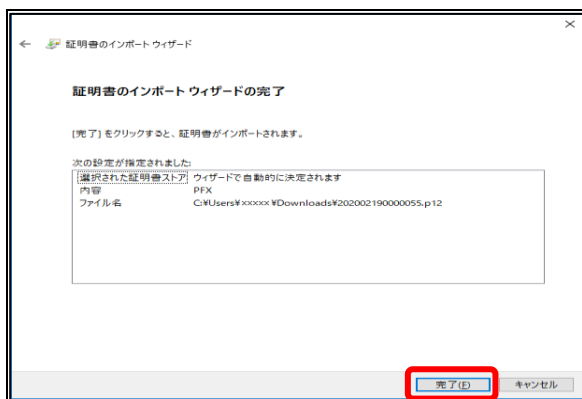 証明書のインポート ウィザード
証明書のインポート ウィザードの完了
[完了] をクリックすると、証明書がインポートされます。
次の設定が指定されました:
選択された証明書ストア ウィザードで自動的に決定されます
内容 PFX
ファイル名 C:¥Users¥xxxxx¥Downloads¥202002190000055.p12
完了(F) キャンセル